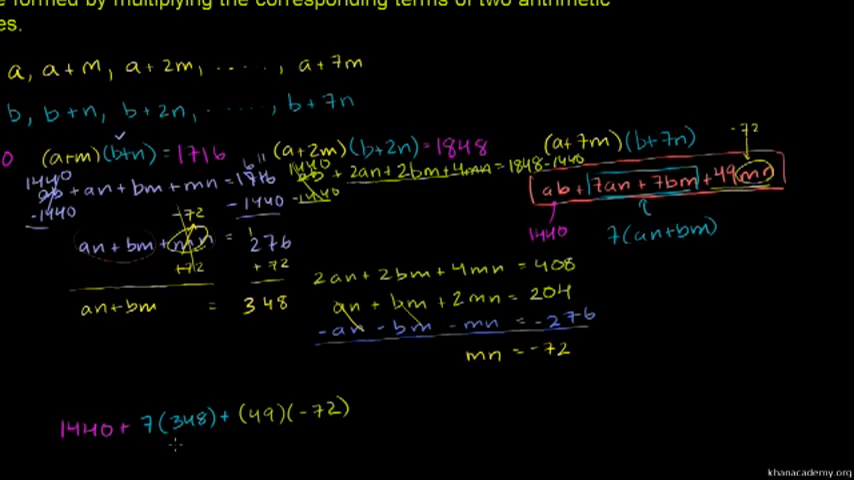 e formed by multiplying the corresponding terms of two arithmetic
es.
a, a+m, a+2m, ....., a+7m
b, b+n, b+2n, ......, b+7n
0 (a+m)(b+n) = 1716
(a+2m)(b+2n) = 1848
(a+7m)(b+7n)
-72
1440 6 11
ab + an + bm + mn = 1716
-1440 -1440
1440
ab + 2an + 2bm + 4mn = 1848 - 1440
-1440
ab + 7an + 7bm + 49mn
1440
7(an+bm)
-72
an + bm + mn = 276
+72 +72
an + bm = 348
2an + 2bm + 4mn = 408
an + bm + 2mn = 204
-an - bm - mn = -276
mn = -72
1440 + 7(348) + (49)(-72)
khanacademy.org